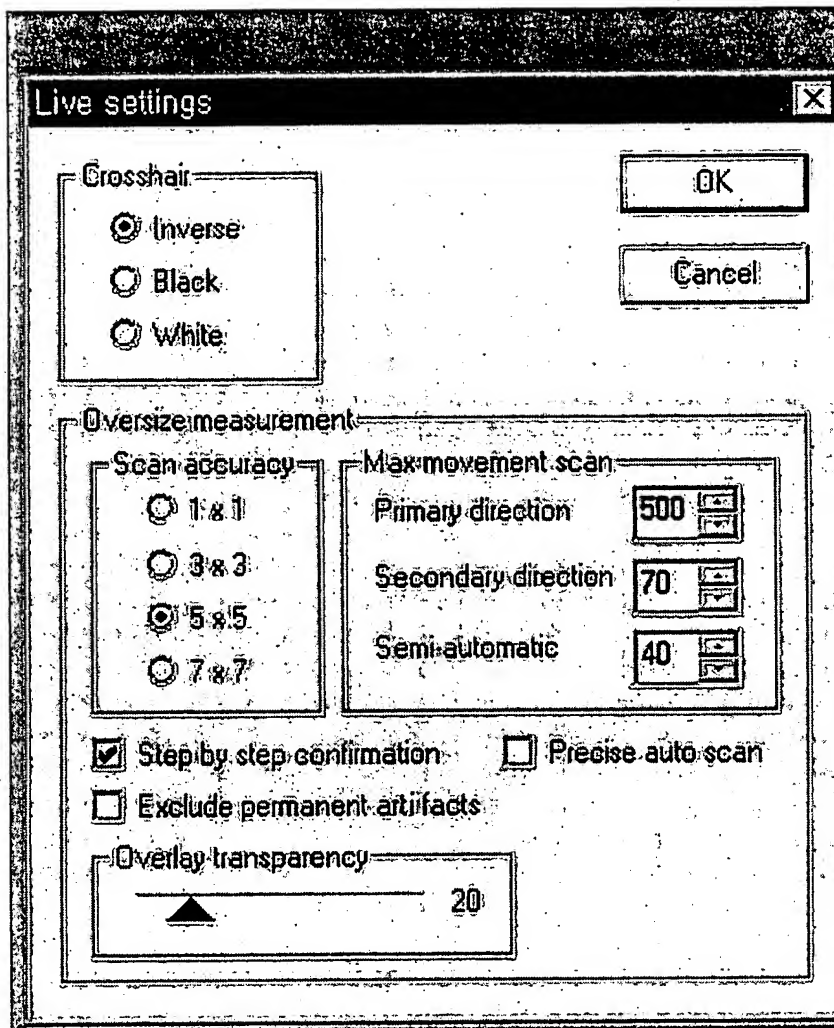 Live settings
Crosshair
OK
Inverse
Black
Cancel
White
Oversize measurement
Scan accuracy
Max movement scan
1 x 1
Primary direction 500
3 x 3
Secondary direction 70
5 x 5
Semi-automatic 40
7 x 7
Step by step confirmation
Precise auto scan
Exclude permanent artifacts
Overlay transparency
20